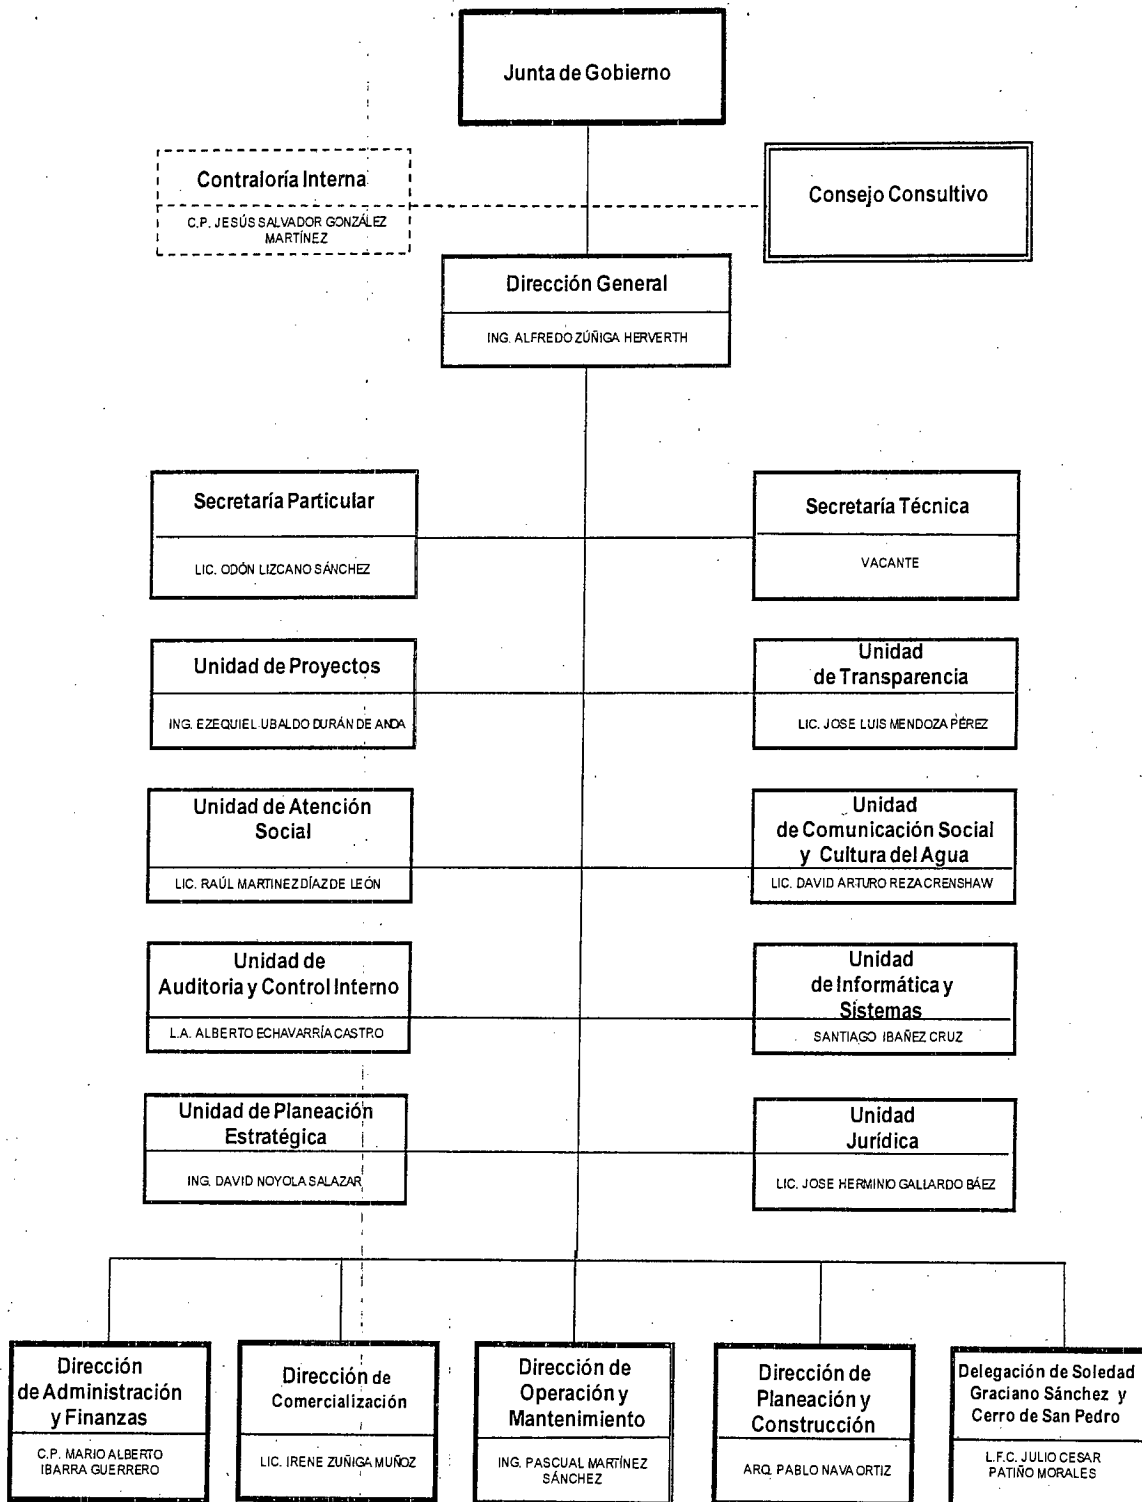 Junta de Gobierno
Contraloría Interna
C.P. JESÚS SALVADOR GONZÁLEZ
MARTÍNEZ
Consejo Consultivo
Dirección General
ING. ALFREDO ZÚÑIGA HERVERTH
Secretaría Particular
LIC. ODÓN LIZCANO SÁNCHEZ
Secretaría Técnica
VACANTE
Unidad de Proyectos
ING. EZEQUIEL UBALDO DURÁN DE ANDA
Unidad
de Transparencia
LIC. JOSE LUIS MENDOZA PÉREZ
Unidad de Atención
Social
LIC. RAÚL MARTINEZ DÍAZ DE LEÓN
Unidad
de Comunicación Social
y Cultura del Agua
LIC. DAVID ARTURO REZA CRENSHAW
Unidad de
Auditoria y Control Interno
L.A. ALBERTO ECHAVARRÍA CASTRO
Unidad
de Informática y
Sistemas
SANTIAGO IBAÑEZ CRUZ
Unidad de Planeación
Estratégica
ING. DAVID NOYOLA SALAZAR
Unidad
Jurídica
LIC. JOSE HERMINIO GALLARDO BÁEZ
Dirección
de Administración
y Finanzas
C.P. MARIO ALBERTO
IBARRA GUERRERO
Dirección de
Comercialización
LIC. IRENE ZUÑIGA MUÑOZ
Dirección de
Operación y
Mantenimiento
ING. PASCUAL MARTÍNEZ
SÁNCHEZ
Dirección de
Planeación y
Construcción
ARQ. PABLO NAVA ORTIZ
Delegación de Soledad
Graciano Sánchez y
Cerro de San Pedro
L.F.C. JULIO CESAR
PATIÑO MORALES